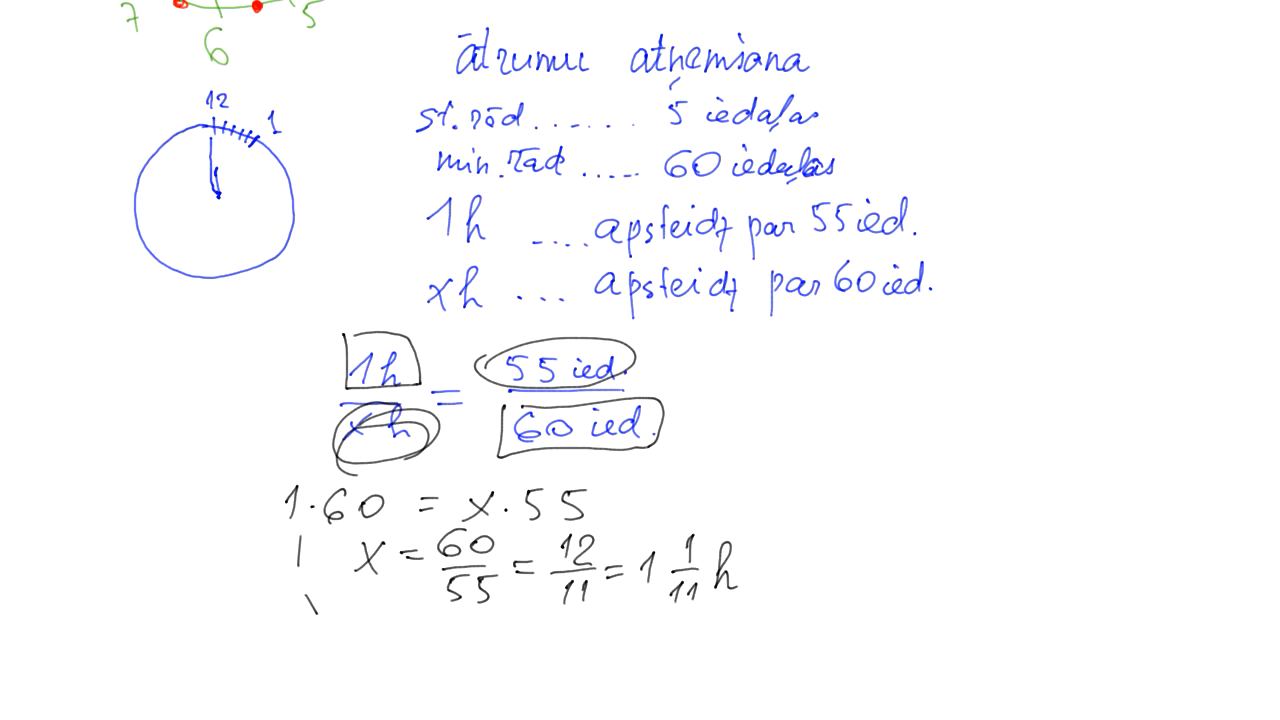 7 5
6
ātrumu atņemšana
12
1
st. rād ...... 5 iedaļas
min. rād ..... 60 iedaļas
1h .... apsteidz par 55 ied.
xh ... apsteidz par 60 ied.
1h / xh = 55 ied. / 60 ied.
1·60 = x·55
x = 60/55 = 12/11 = 1 1/11 h